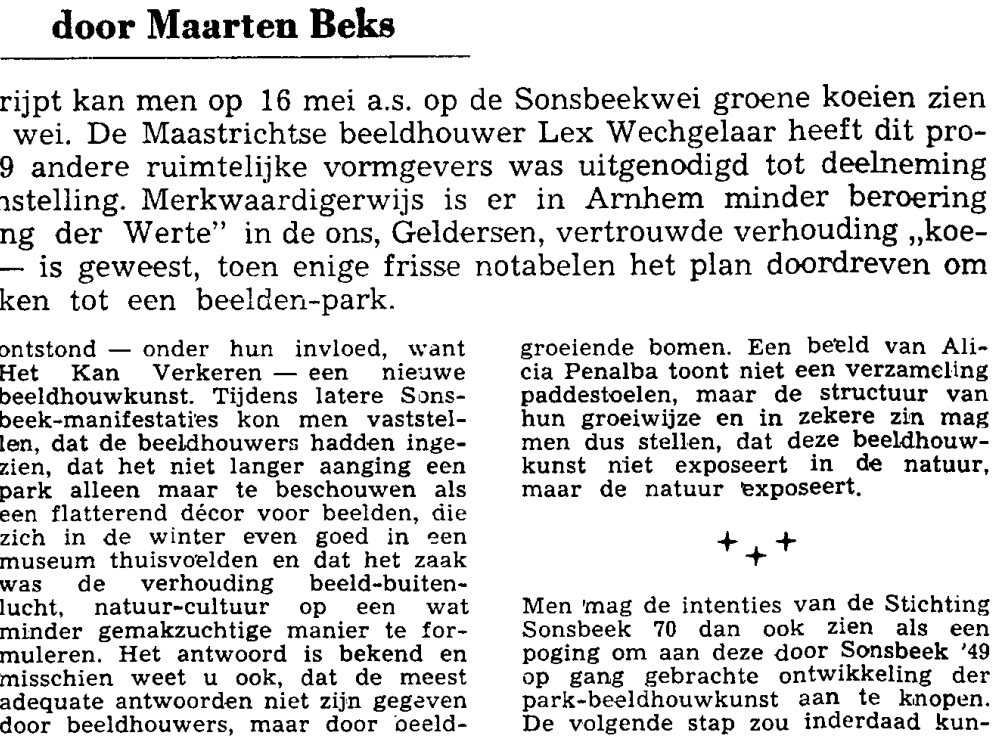 door Maarten Beks
rijpt kan men op 16 mei a.s. op de Sonsbeekwei groene koeien zien
wei. De Maastrichtse beeldhouwer Lex Wechgelaar heeft dit pro-
9 andere ruimtelijke vormgevers was uitgenodigd tot deelneming
nstelling. Merkwaardigerwijs is er in Arnhem minder beroering
ng der Werte” in de ons, Geldersen, vertrouwde verhouding „koe-
— is geweest, toen enige frisse notabelen het plan doordreven om
ken tot een beelden-park.
ontstond — onder hun invloed, want
Het Kan Verkeren — een nieuwe
beeldhouwkunst. Tijdens latere Sons-
beek-manifestaties kon men vaststel-
len, dat de beeldhouwers hadden inge-
zien, dat het niet langer aanging een
park alleen maar te beschouwen als
een flatterend décor voor beelden, die
zich in de winter even goed in een
museum thuisvoelden en dat het zaak
was de verhouding beeld-buiten-
lucht, natuur-cultuur op een wat
minder gemakzuchtige manier te for-
muleren. Het antwoord is bekend en
misschien weet u ook, dat de meest
adequate antwoorden niet zijn gegeven
door beeldhouwers, maar door beeld-
groeiende bomen. Een beeld van Ali-
cia Penalba toont niet een verzameling
paddestoelen, maar de structuur van
hun groeiwijze en in zekere zin mag
men dus stellen, dat deze beeldhouw-
kunst niet exposeert in de natuur,
maar de natuur exposeert.
Men mag de intenties van de Stichting
Sonsbeek 70 dan ook zien als een
poging om aan deze door Sonsbeek '49
op gang gebrachte ontwikkeling der
park-beeldhouwkunst aan te knopen.
De volgende stap zou inderdaad kun-